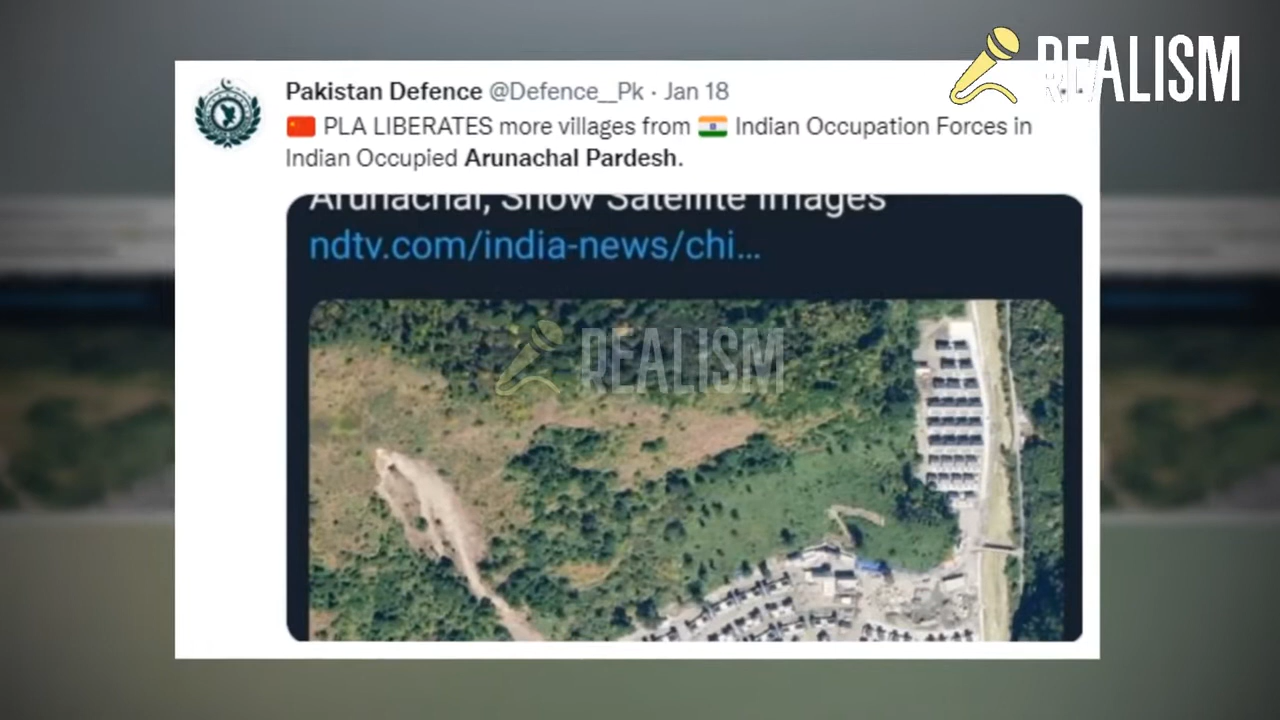 REALISM
Pakistan Defence @Defence__Pk · Jan 18
🇨🇳 PLA LIBERATES more villages from 🇮🇳 Indian Occupation Forces in
Indian Occupied Arunachal Pardesh.
Arunachal, Show Satellite Images
ndtv.com/india-news/chi...
REALISM